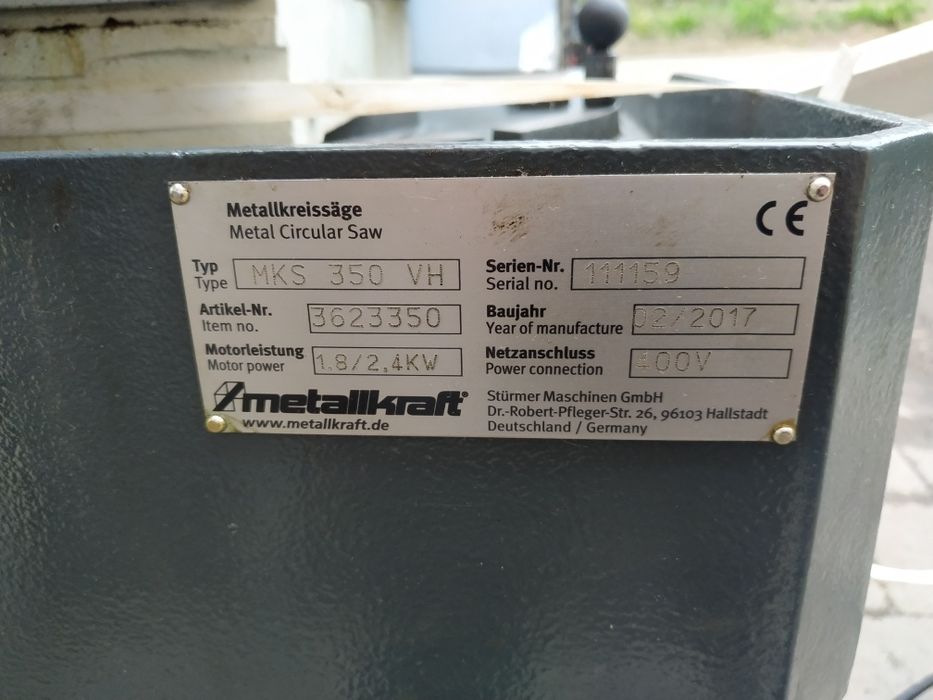 Metallkreissäge
Metal Circular Saw
CE
Typ
Type
MKS 350 VH
Serien-Nr.
Serial no.
111159
Artikel-Nr.
Item no.
3623350
Baujahr
Year of manufacture
02/2017
Motorleistung
Motor power
1.8/2,4KW
Netzanschluss
Power connection
400V
metallkraft®
www.metallkraft.de
Stürmer Maschinen GmbH
Dr.-Robert-Pfleger-Str. 26, 96103 Hallstadt
Deutschland / Germany